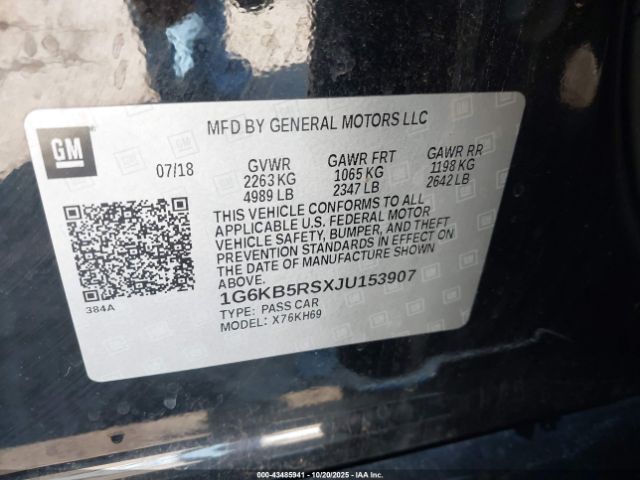 GM
MFD BY GENERAL MOTORS LLC
07/18
GVWR
2263 KG
4989 LB
GAWR FRT
1065 KG
2347 LB
GAWR RR
1198 KG
2642 LB
THIS VEHICLE CONFORMS TO ALL
APPLICABLE U.S. FEDERAL MOTOR
VEHICLE SAFETY, BUMPER, AND THEFT
PREVENTION STANDARDS IN EFFECT ON
THE DATE OF MANUFACTURE SHOWN
ABOVE.
1G6KB5RSXJU153907
TYPE: PASS CAR
MODEL: X76KH69
384A
000-43485941 - 10/20/2025 - IAAI.COM